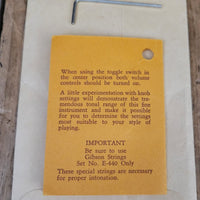 When using the toggle switch in
the center position both volume
controls should be turned on.
A little experimentation with knob
settings will demonstrate the tre-
mendous tonal range of this fine
instrument and make it possible
for you to determine the settings
most suitable to your style of
playing.
IMPORTANT
Be sure to use
Gibson Strings
Set No. E-440 Only
These special strings are necessary
for proper intonation.